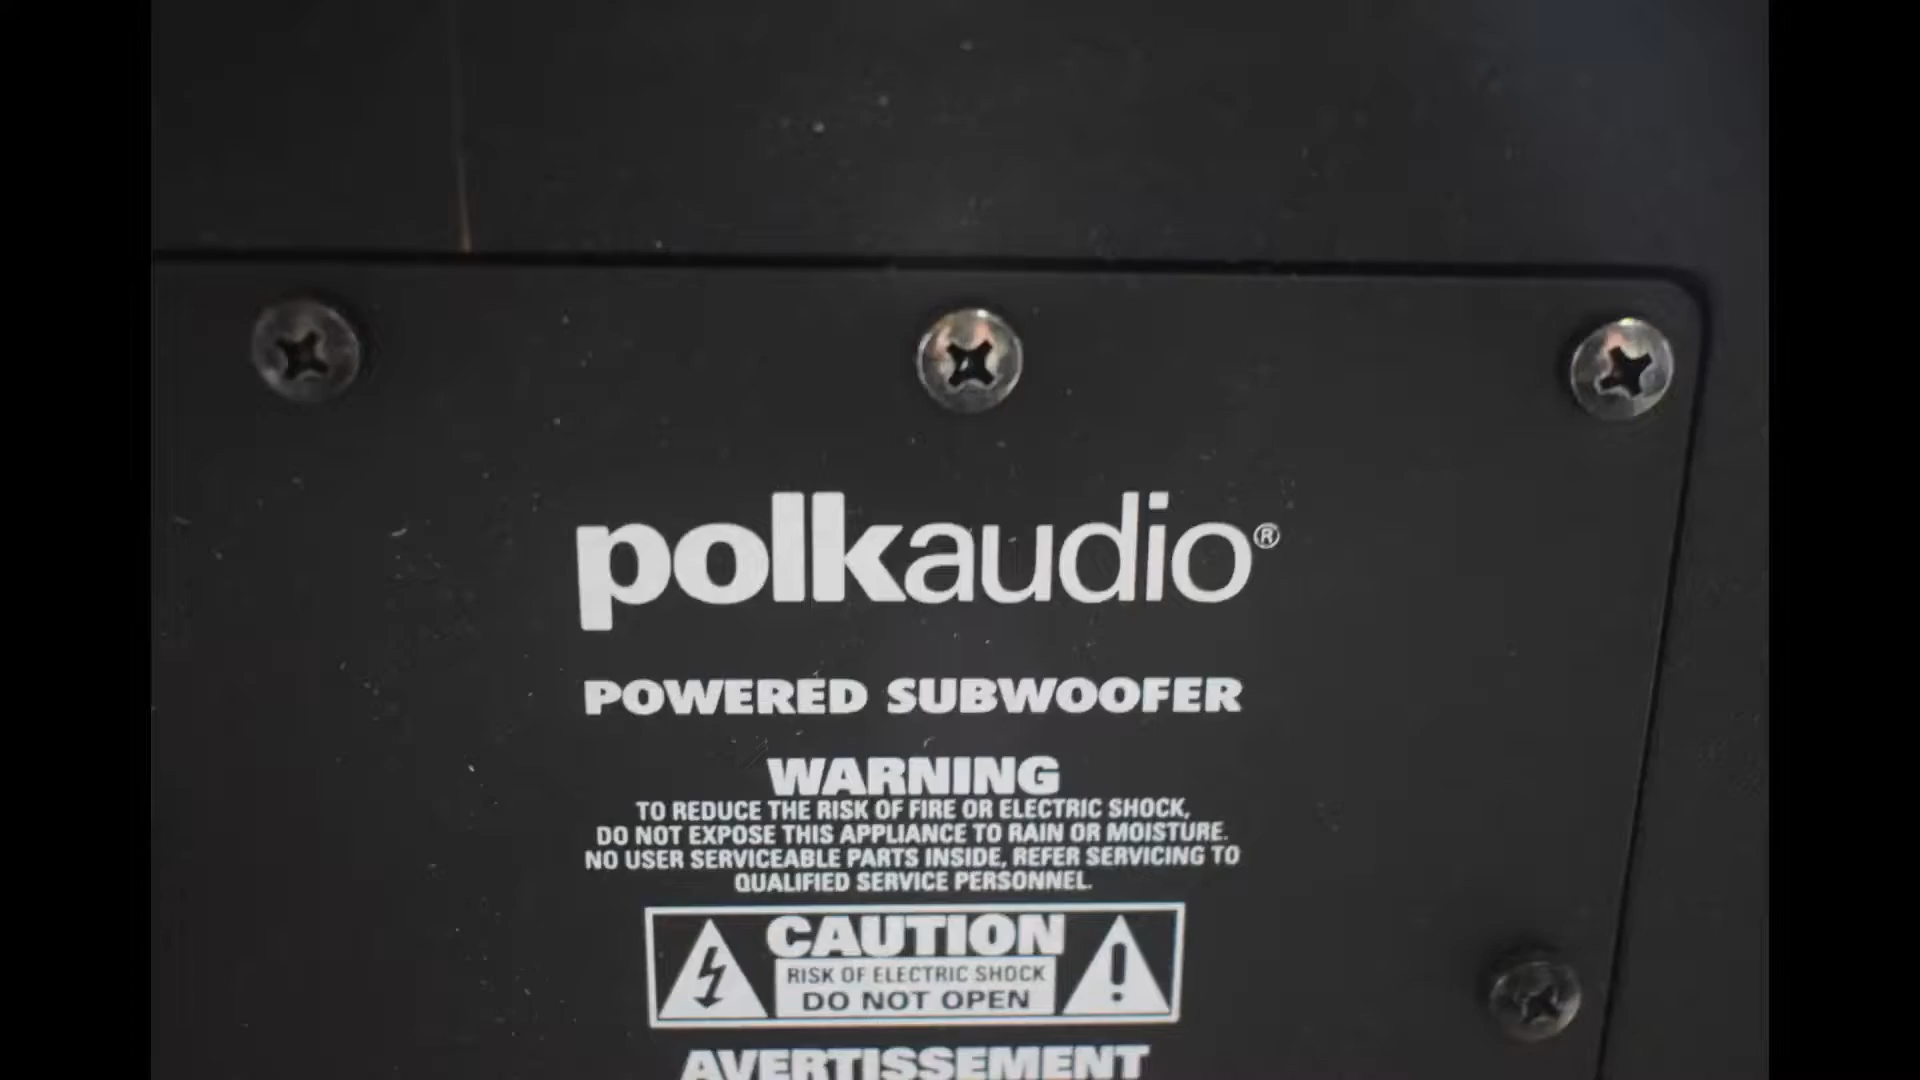 polkaudio®
POWERED SUBWOOFER
WARNING
TO REDUCE THE RISK OF FIRE OR ELECTRIC SHOCK,
DO NOT EXPOSE THIS APPLIANCE TO RAIN OR MOISTURE.
NO USER SERVICEABLE PARTS INSIDE, REFER SERVICING TO
QUALIFIED SERVICE PERSONNEL.
CAUTION
RISK OF ELECTRIC SHOCK
DO NOT OPEN
AVERTISSEMENT